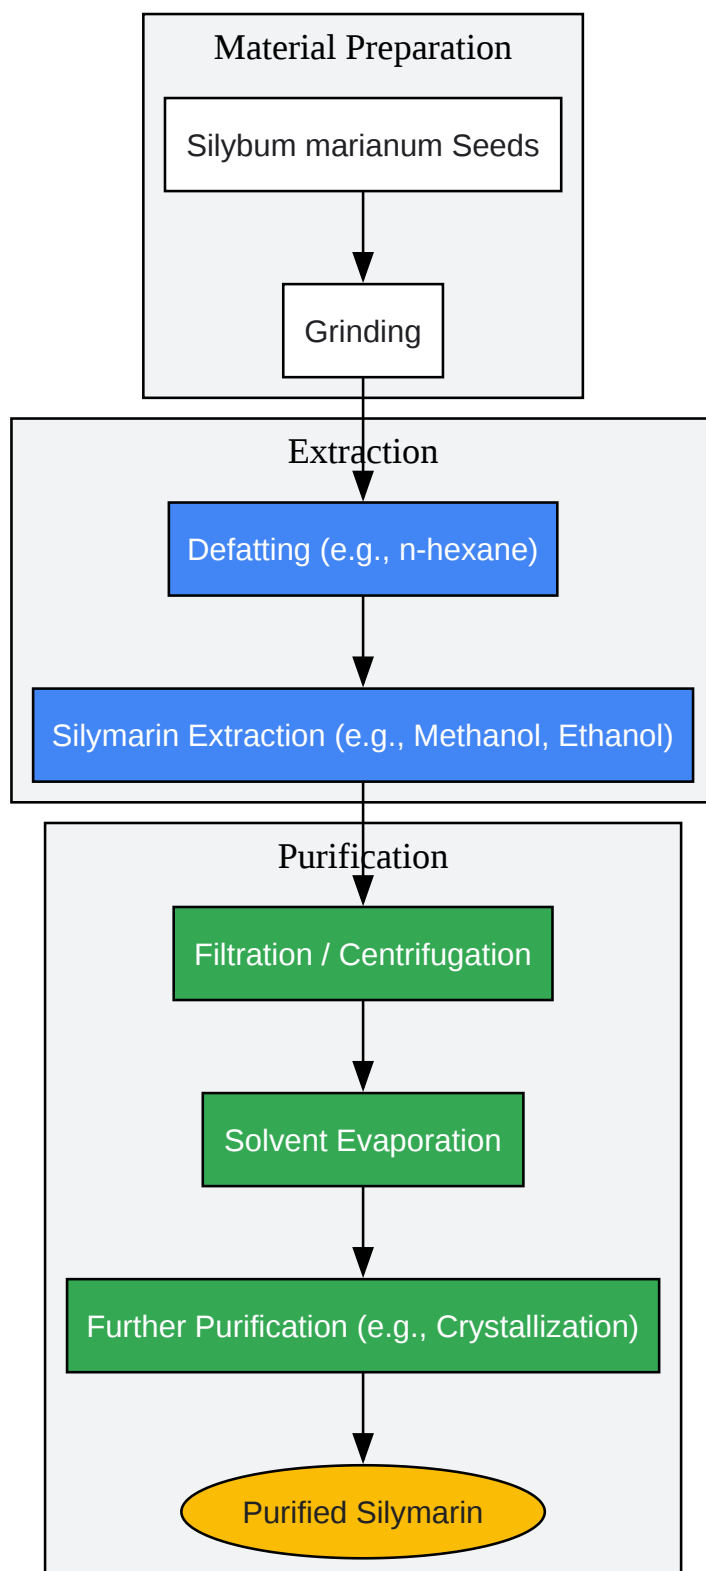 Material Preparation
Silybum marianum Seeds
Grinding
Extraction
Defatting (e.g., n-hexane)
Silymarin Extraction (e.g., Methanol, Ethanol)
Purification
Filtration / Centrifugation
Solvent Evaporation
Further Purification (e.g., Crystallization)
Purified Silymarin